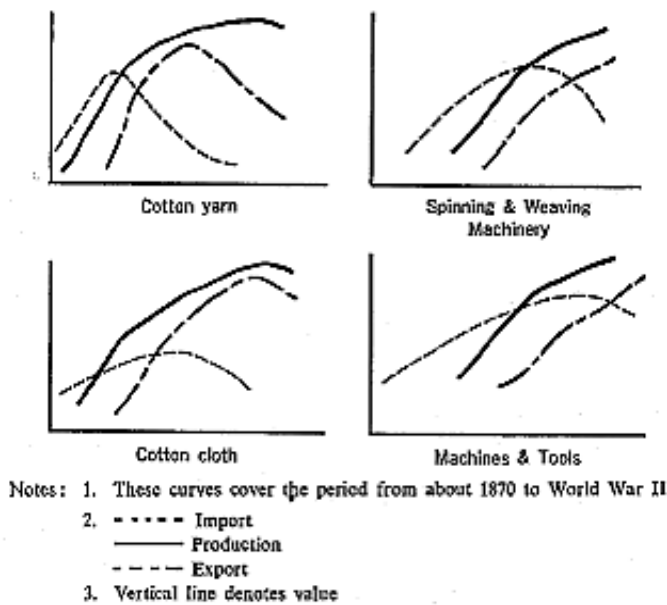 Cotton yarn
Spinning & Weaving
Machinery
Cotton cloth
Machines & Tools
Notes: 1. These curves cover the period from about 1870 to World War II
2. Import
Production
Export
3. Vertical line denotes value